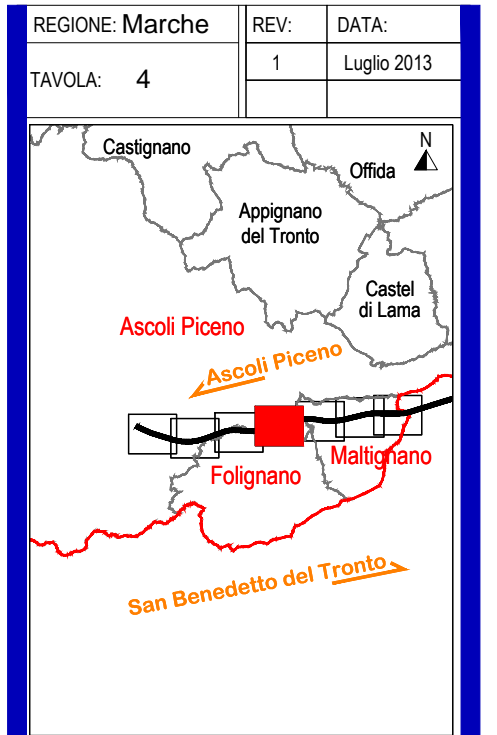 REGIONE: Marche
REV:
DATA:
TAVOLA: 4
1
Luglio 2013
N
Castignano
Offida
Appignano
del Tronto
Castel
di Lama
Ascoli Piceno
Ascoli Piceno
Maltignano
Folignano
San Benedetto del Tronto